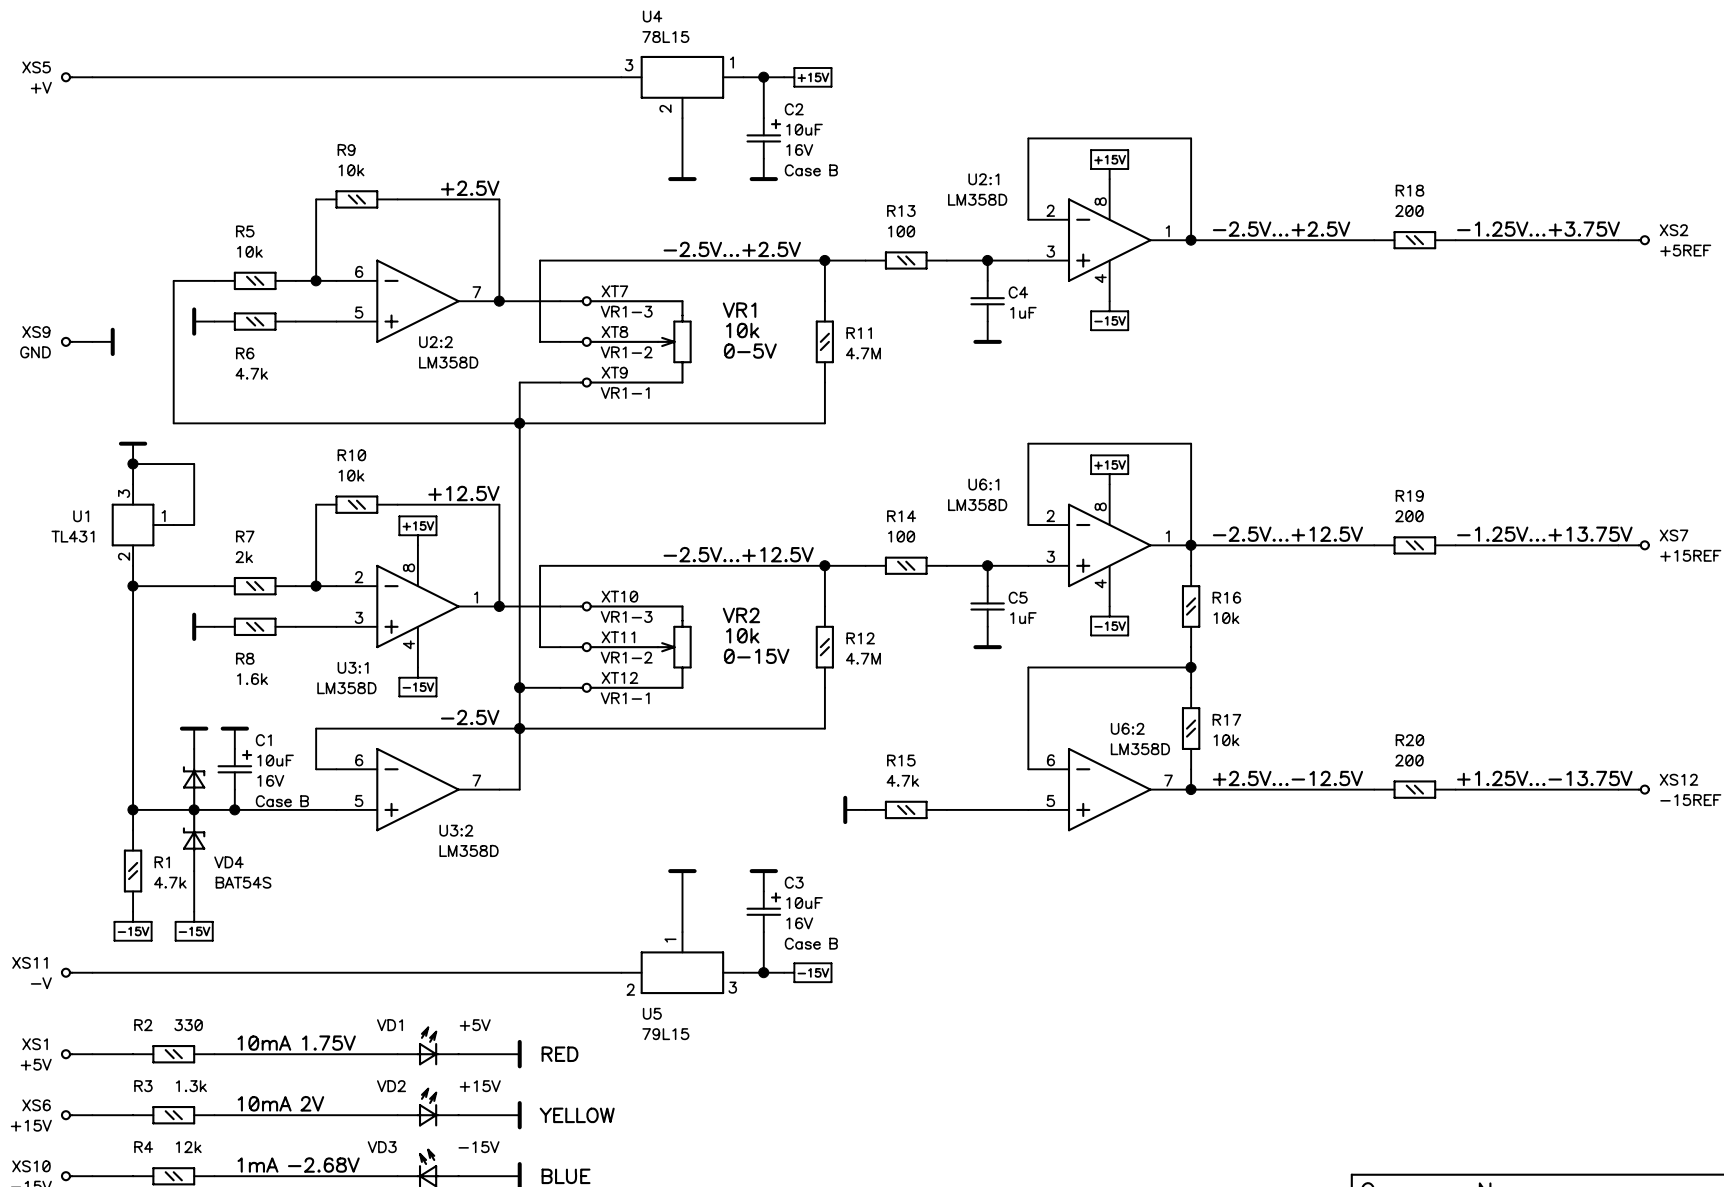 U4
78L15
XS5
+V
3
1
2
+15V
C2
+
10uF
16V
Case B
R9
10k
+2.5V
R5
10k
6
−
5
+
7
R6
4.7k
U2:2
LM358D
XS9
GND
XT7
VR1−3
XT8
VR1−2
XT9
VR1−1
VR1
10k
0−5V
−2.5V...+2.5V
R11
4.7M
R13
100
C4
1uF
U2:1
LM358D
+15V
8
2
−
3
+
4
1
−15V
−2.5V...+2.5V
R18
200
−1.25V...+3.75V
XS2
+5REF
U1
TL431
3
1
2
R10
10k
+12.5V
+15V
R7
2k
8
2
−
3
+
4
1
R8
1.6k
U3:1
LM358D
−15V
XT10
VR1−3
XT11
VR1−2
XT12
VR1−1
VR2
10k
0−15V
−2.5V...+12.5V
R12
4.7M
R14
100
C5
1uF
U6:1
LM358D
+15V
8
2
−
3
+
4
1
−15V
−2.5V...+12.5V
R19
200
−1.25V...+13.75V
XS7
+15REF
R16
10k
R17
10k
−2.5V
C1
+
10uF
16V
Case B
6
−
5
+
7
U3:2
LM358D
R1
4.7k
VD4
BAT54S
−15V
−15V
R15
4.7k
U6:2
LM358D
6
−
5
+
7
+2.5V...−12.5V
R20
200
+1.25V...−13.75V
XS12
−15REF
C3
+
10uF
16V
Case B
XS11
−V
1
2
3
−15V
U5
79L15
R2 330
XS1
+5V
10mA 1.75V
VD1
+5V
RED
R3 1.3k
XS6
+15V
10mA 2V
VD2
+15V
YELLOW
R4 12k
XS10
−15V
1mA −2.68V
VD3
−15V
BLUE